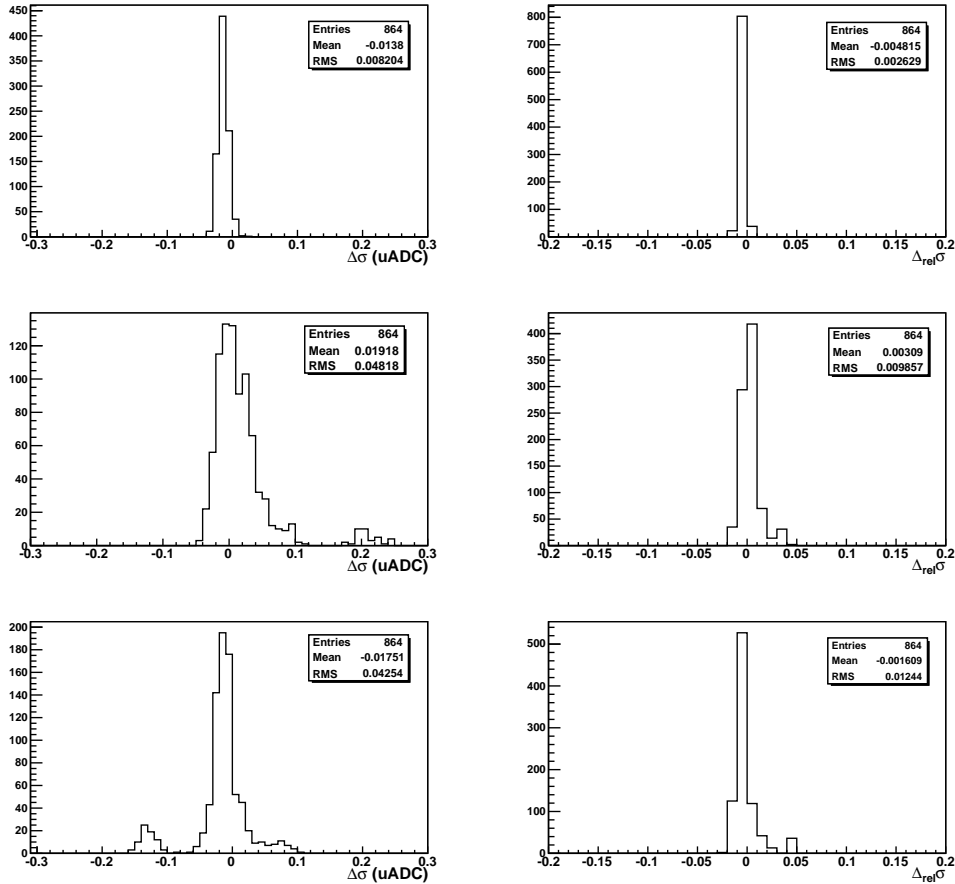 450
400
350
300
250
200
150
100
50
0
-0.3 -0.2 -0.1 0 0.1 0.2 0.3
Δσ (uADC)
Entries 864
Mean -0.0138
RMS 0.008204
800
700
600
500
400
300
200
100
0
-0.2 -0.15 -0.1 -0.05 0 0.05 0.1 0.15 0.2
Δrelσ
Entries 864
Mean -0.004815
RMS 0.002629
120
100
80
60
40
20
0
-0.3 -0.2 -0.1 0 0.1 0.2 0.3
Δσ (uADC)
Entries 864
Mean 0.01918
RMS 0.04818
400
350
300
250
200
150
100
50
0
-0.2 -0.15 -0.1 -0.05 0 0.05 0.1 0.15 0.2
Δrelσ
Entries 864
Mean 0.00309
RMS 0.009857
200
180
160
140
120
100
80
60
40
20
0
-0.3 -0.2 -0.1 0 0.1 0.2 0.3
Δσ (uADC)
Entries 864
Mean -0.01751
RMS 0.04254
500
400
300
200
100
0
-0.2 -0.15 -0.1 -0.05 0 0.05 0.1 0.15 0.2
Δrelσ
Entries 864
Mean -0.001609
RMS 0.01244